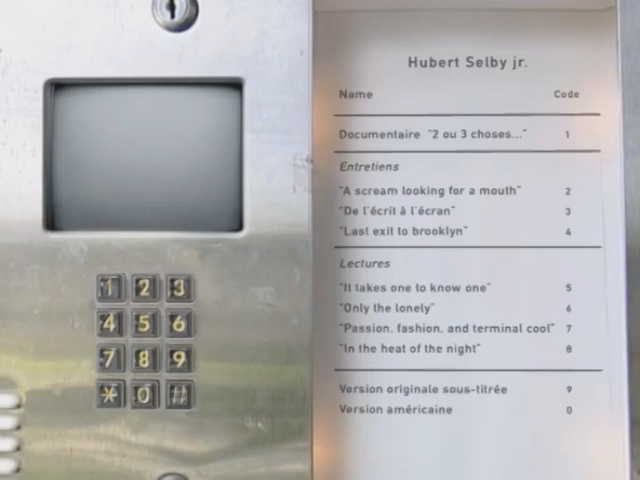 Hubert Selby jr.
Name Code
Documentaire "2 ou 3 choses..." 1
Entretiens
"A scream looking for a mouth" 2
"De l'écrit à l'écran" 3
"Last exit to brooklyn" 4
Lectures
"It takes one to know one" 5
"Only the lonely" 6
"Passion, fashion, and terminal cool" 7
"In the heat of the night" 8
Version originale sous-titrée 9
Version américaine 0
1 2 3
4 5 6
7 8 9
* 0 #